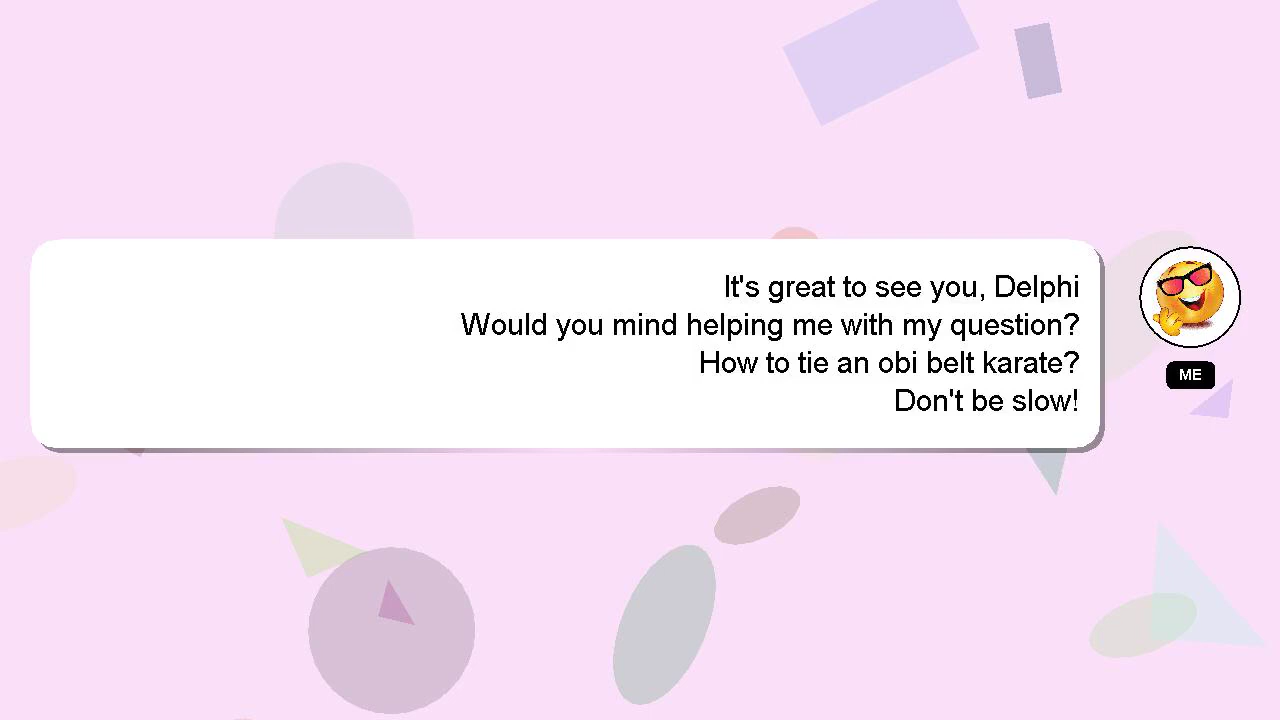 It's great to see you, Delphi
Would you mind helping me with my question?
How to tie an obi belt karate?
Don't be slow!
ME